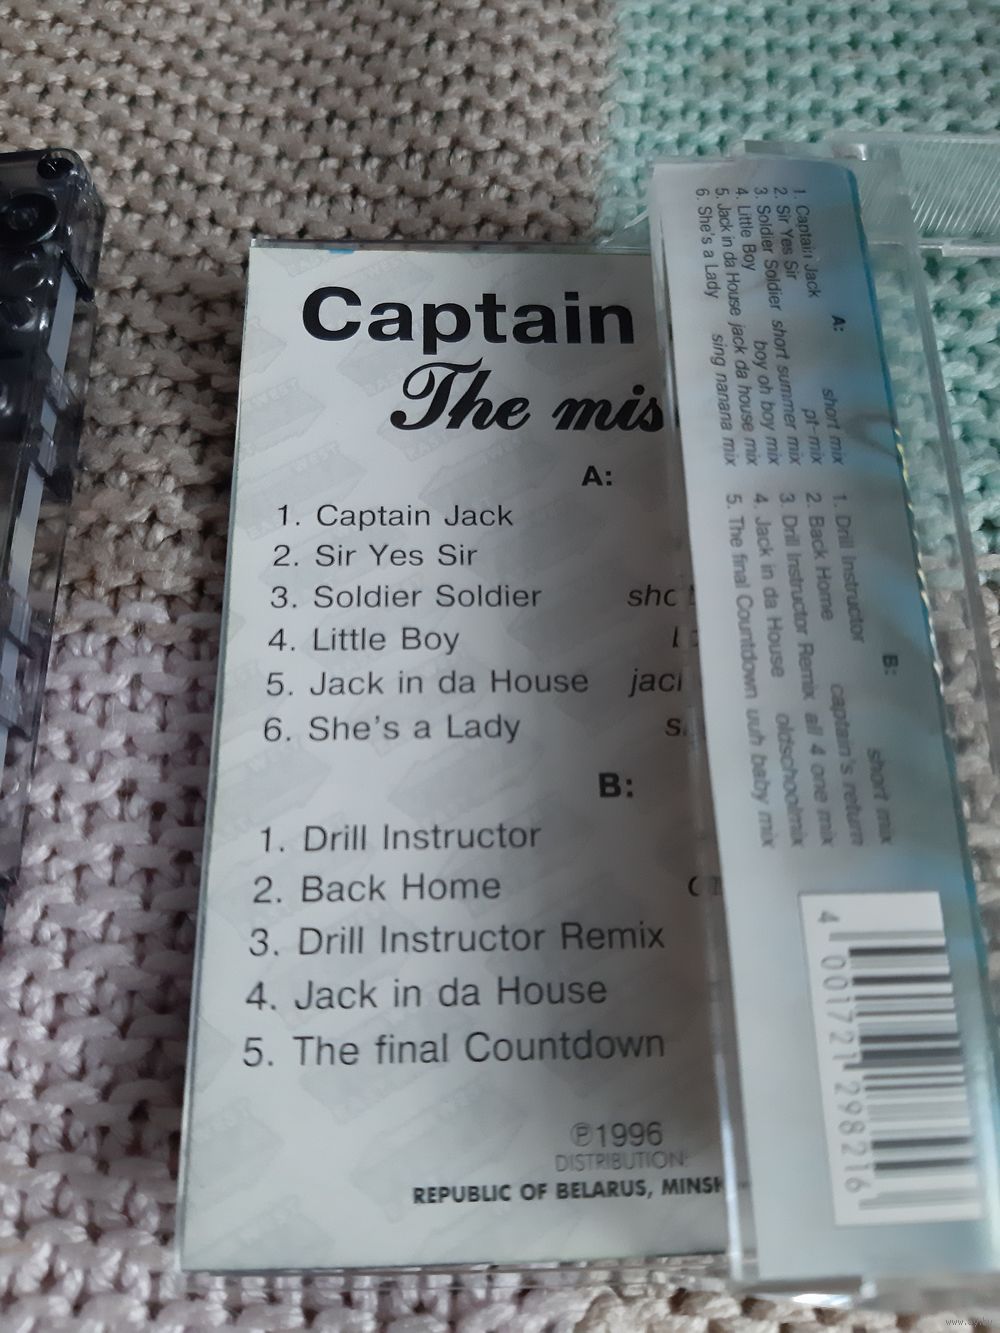 Captain
The mis
A:
1. Captain Jack
2. Sir Yes Sir
3. Soldier Soldier sho
4. Little Boy
5. Jack in da House jac
6. She's a Lady s
B:
1. Drill Instructor
2. Back Home
3. Drill Instructor Remix
4. Jack in da House
5. The final Countdown
℗1996
DISTRIBUTION:
REPUBLIC OF BELARUS, MINSK
A:
1. Captain Jack short mix
2. Sir Yes Sir pt-mix
3 Soldier Soldier short summer mix
4. Little Boy boy oh boy mix
5. Jack in da House jack da house mix
6. She's a Lady sing nanana mix
B:
1. Drill Instructor short mix
2. Back Home captain's return
3. Drill Instructor Remix all 4 one mix
4. Jack in da House oldschoolmix
5. The final Countdown uuh baby mix
4 001721 298216